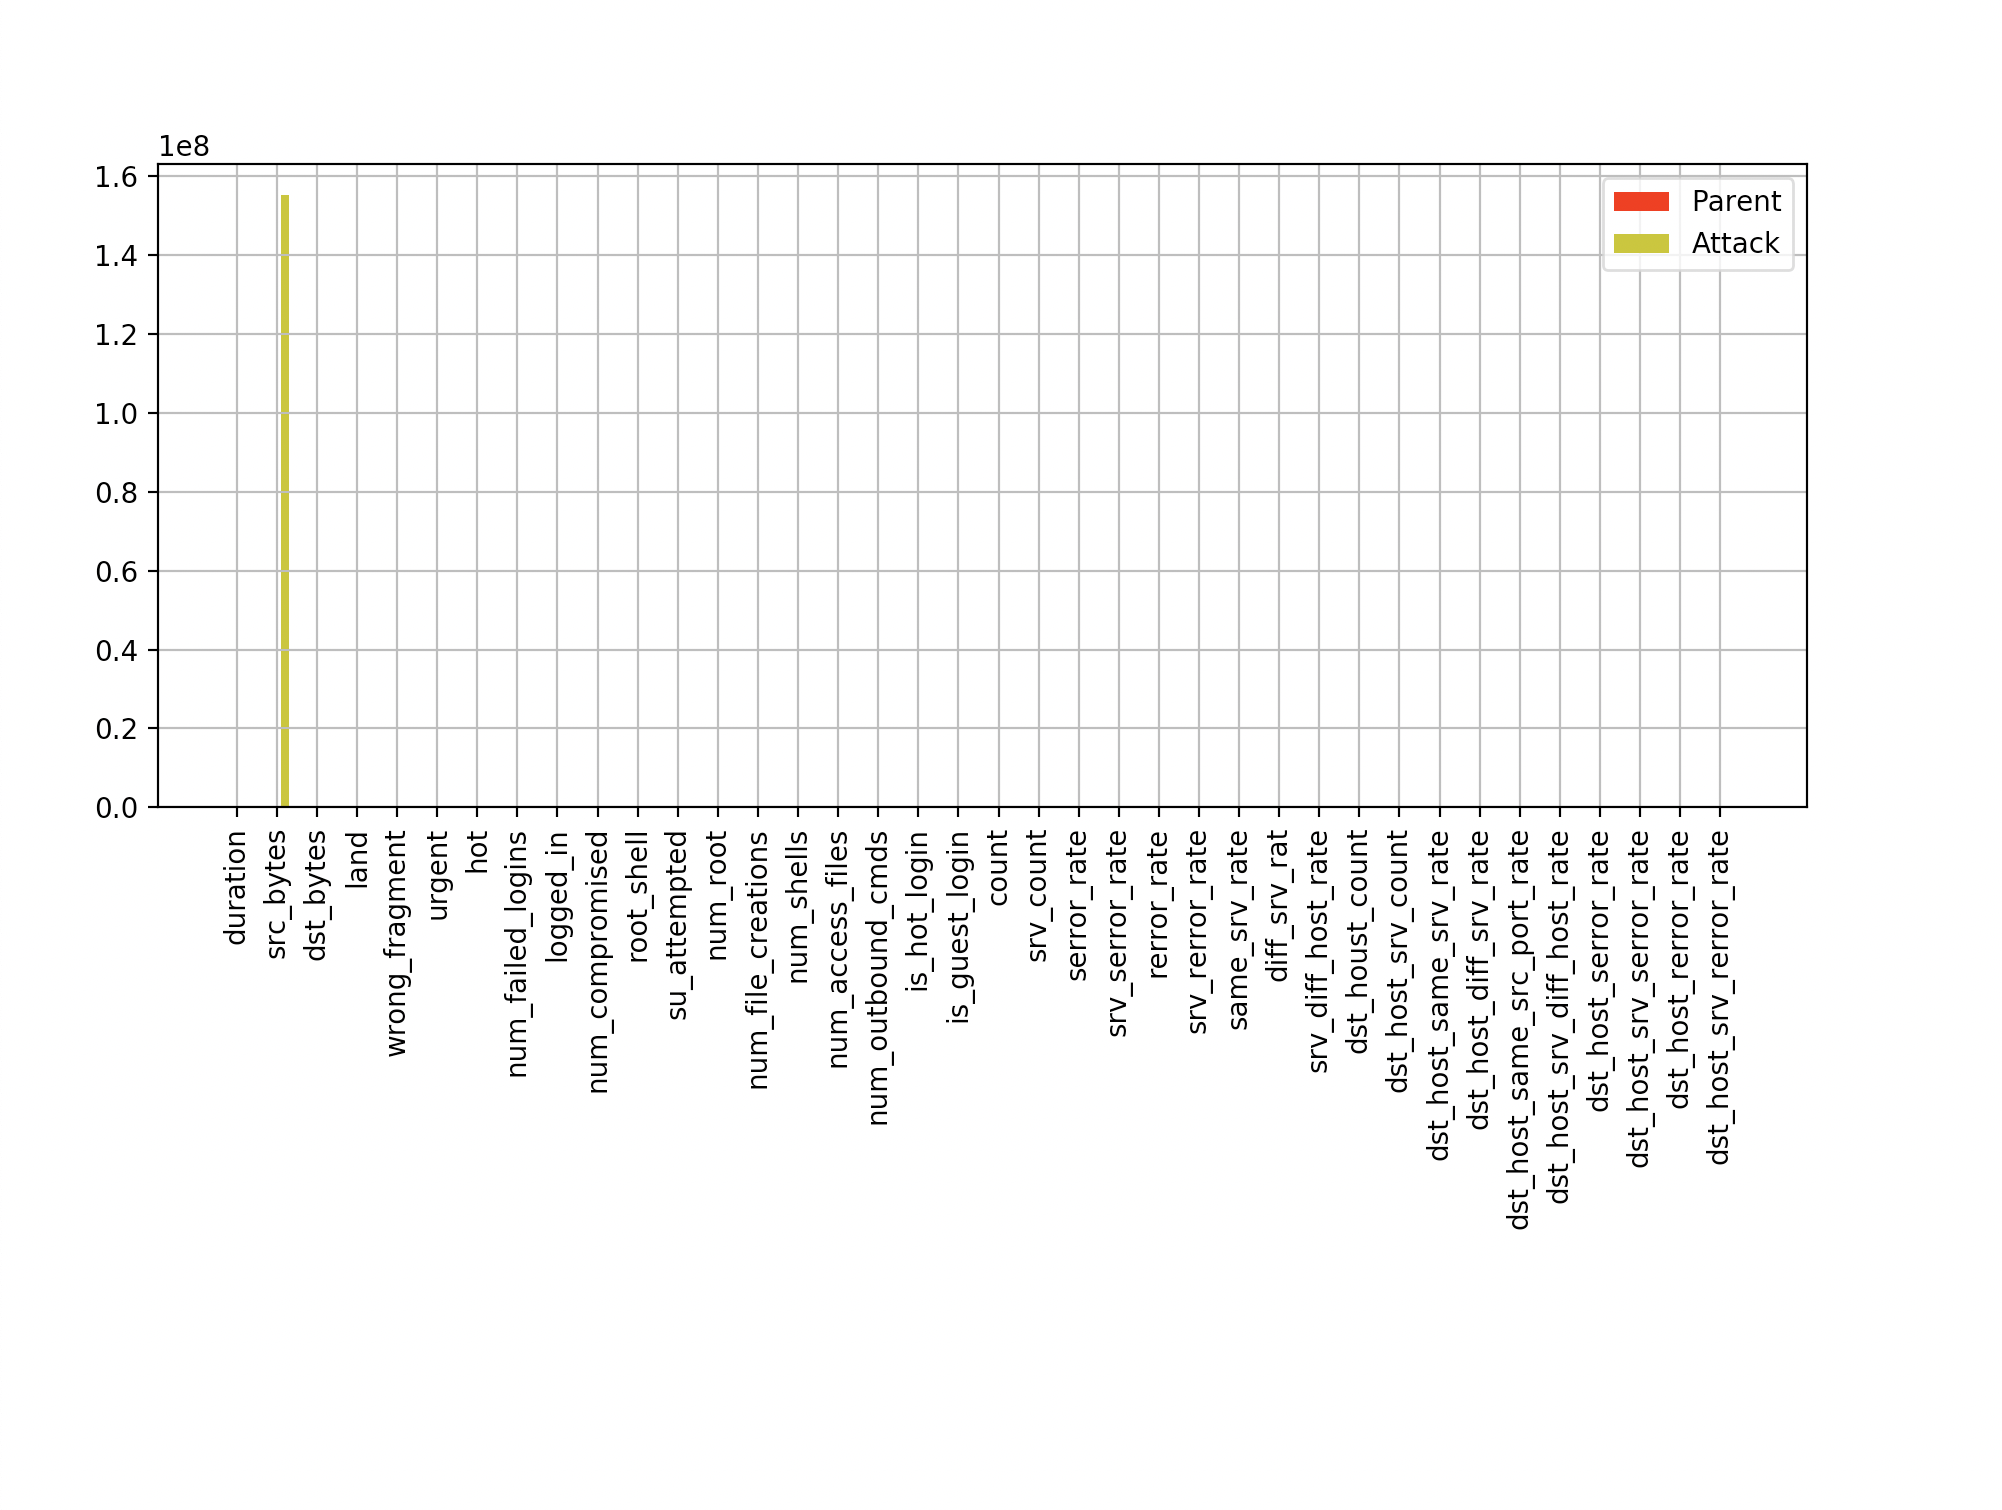 1e8
1.6
1.4
1.2
1.0
0.8
0.6
0.4
0.2
0.0
Parent
Attack
duration
src_bytes
dst_bytes
land
wrong_fragment
urgent
hot
num_failed_logins
logged_in
num_compromised
root_shell
su_attempted
num_root
num_file_creations
num_shells
num_access_files
num_outbound_cmds
is_hot_login
is_guest_login
count
srv_count
serror_rate
srv_serror_rate
rerror_rate
srv_rerror_rate
same_srv_rate
diff_srv_rat
srv_diff_host_rate
dst_houst_count
dst_host_srv_count
dst_host_same_srv_rate
dst_host_diff_srv_rate
dst_host_same_src_port_rate
dst_host_srv_diff_host_rate
dst_host_serror_rate
dst_host_srv_serror_rate
dst_host_rerror_rate
dst_host_srv_rerror_rate